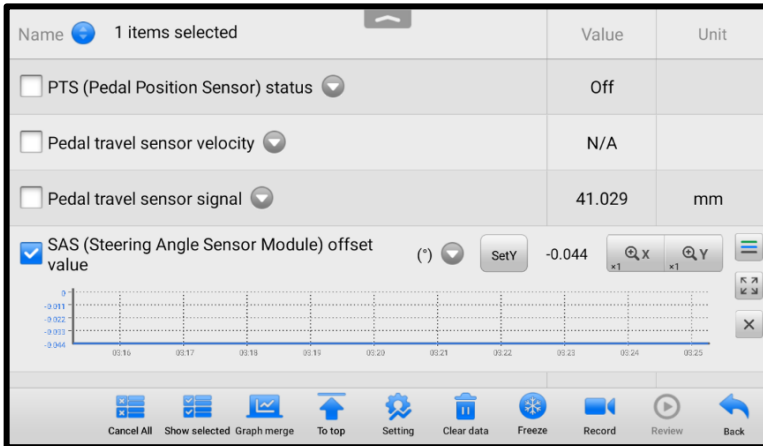 Name 1 items selected Value Unit
PTS (Pedal Position Sensor) status Off
Pedal travel sensor velocity N/A
Pedal travel sensor signal 41.029 mm
SAS (Steering Angle Sensor Module) offset
value (°) SetY -0.044 x1 X x1 Y
0
-0.011
-0.022
-0.033
-0.044
03:16 03:17 03:18 03:19 03:20 03:21 03:22 03:23 03:24 03:25
Cancel All Show selected Graph merge To top Setting Clear data Freeze Record Review Back